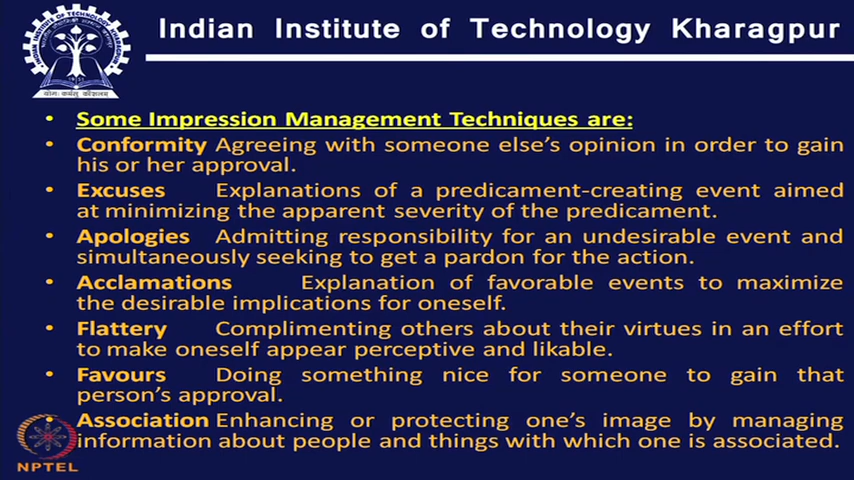 Indian Institute of Technology Kharagpur
• Some Impression Management Techniques are:
• Conformity Agreeing with someone else's opinion in order to gain
his or her approval.
• Excuses Explanations of a predicament-creating event aimed
at minimizing the apparent severity of the predicament.
• Apologies Admitting responsibility for an undesirable event and
simultaneously seeking to get a pardon for the action.
• Acclamations Explanation of favorable events to maximize
the desirable implications for oneself.
• Flattery Complimenting others about their virtues in an effort
to make oneself appear perceptive and likable.
• Favours Doing something nice for someone to gain that
person's approval.
Association Enhancing or protecting one's image by managing
information about people and things with which one is associated.
NPTEL